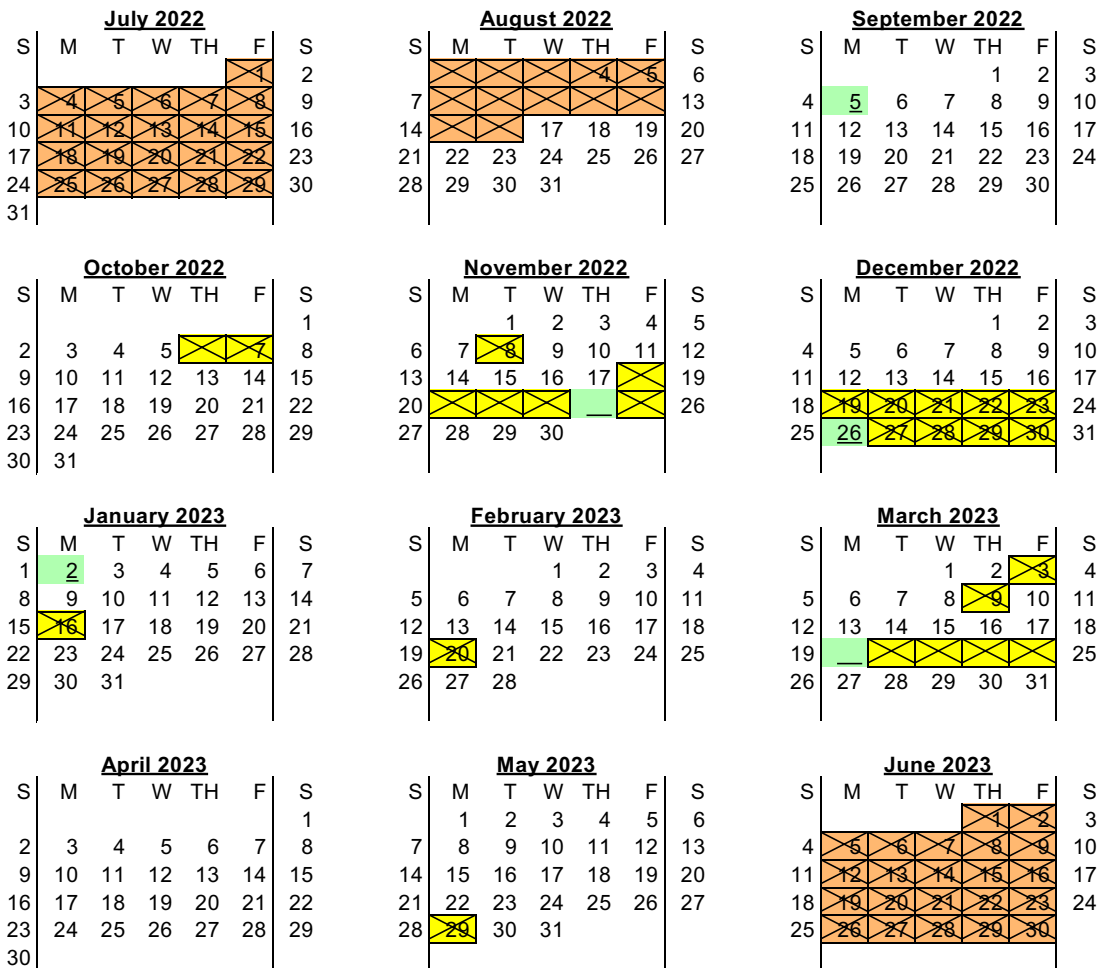 July 2022
S M T W TH F S
1 2
3 4 5 6 7 8 9
10 11 12 13 14 15 16
17 18 19 20 21 22 23
24 25 26 27 28 29 30
31
August 2022
S M T W TH F S
4 5 6
7 13
14 17 18 19 20
21 22 23 24 25 26 27
28 29 30 31
September 2022
S M T W TH F S
1 2 3
4 5 6 7 8 9 10
11 12 13 14 15 16 17
18 19 20 21 22 23 24
25 26 27 28 29 30
October 2022
S M T W TH F S
1
2 3 4 5 7 8
9 10 11 12 13 14 15
16 17 18 19 20 21 22
23 24 25 26 27 28 29
30 31
November 2022
S M T W TH F S
1 2 3 4 5
6 7 8 9 10 11 12
13 14 15 16 17 19
20 26
27 28 29 30
December 2022
S M T W TH F S
1 2 3
4 5 6 7 8 9 10
11 12 13 14 15 16 17
18 19 20 21 22 23 24
25 26 27 28 29 30 31
January 2023
S M T W TH F S
1 2 3 4 5 6 7
8 9 10 11 12 13 14
15 16 17 18 19 20 21
22 23 24 25 26 27 28
29 30 31
February 2023
S M T W TH F S
1 2 3 4
5 6 7 8 9 10 11
12 13 14 15 16 17 18
19 20 21 22 23 24 25
26 27 28
March 2023
S M T W TH F S
1 2 3 4
5 6 7 8 9 10 11
12 13 14 15 16 17 18
19 25
26 27 28 29 30 31
April 2023
S M T W TH F S
1
2 3 4 5 6 7 8
9 10 11 12 13 14 15
16 17 18 19 20 21 22
23 24 25 26 27 28 29
30
May 2023
S M T W TH F S
1 2 3 4 5 6
7 8 9 10 11 12 13
14 15 16 17 18 19 20
21 22 23 24 25 26 27
28 29 30 31
June 2023
S M T W TH F S
1 2 3
4 5 6 7 8 9 10
11 12 13 14 15 16 17
18 19 20 21 22 23 24
25 26 27 28 29 30